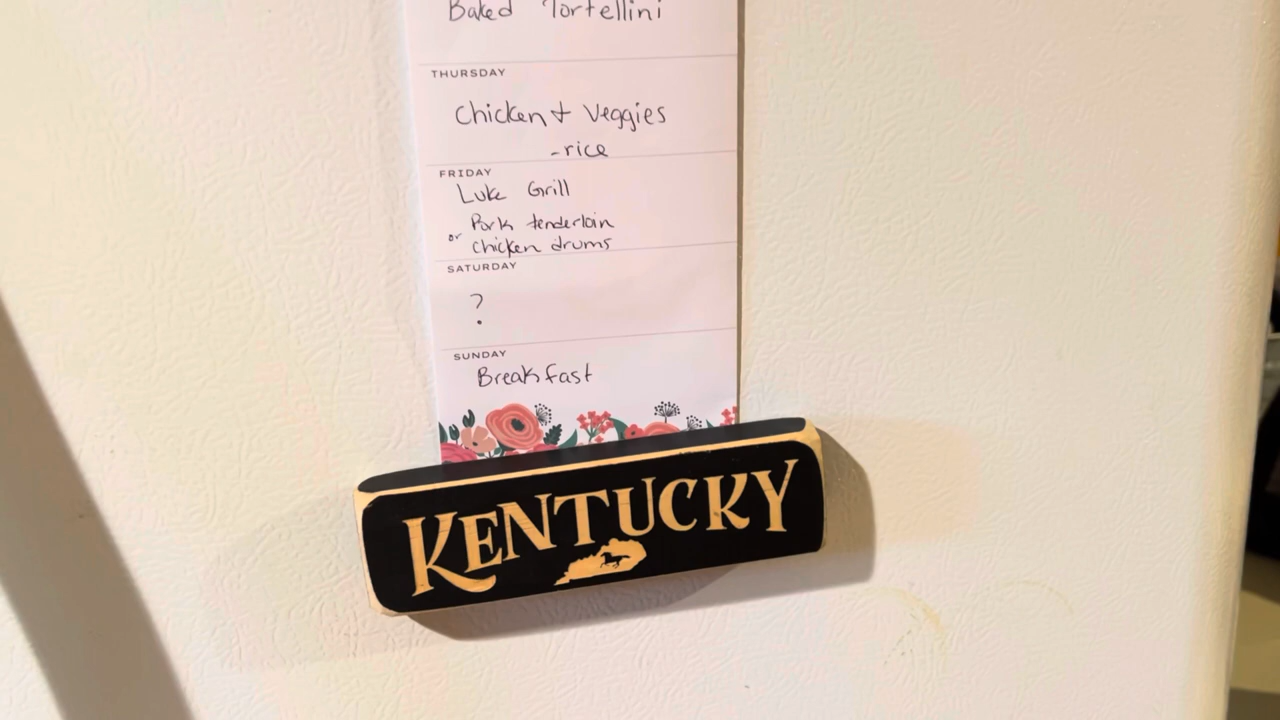 Baked Tortellini
THURSDAY
Chicken + Veggies
-rice
FRIDAY
Luke Grill
Pork tenderloin
or
chicken drums
SATURDAY
?
SUNDAY
Breakfast
KENTUCKY